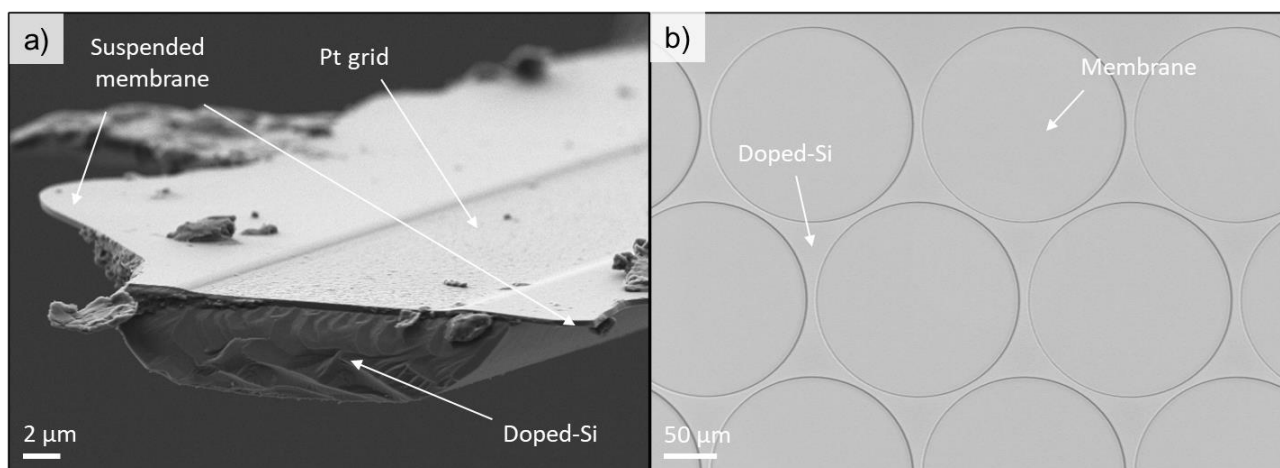 a)
Suspended
membrane
Pt grid
Doped-Si
2 µm
b)
Membrane
Doped-Si
50 µm